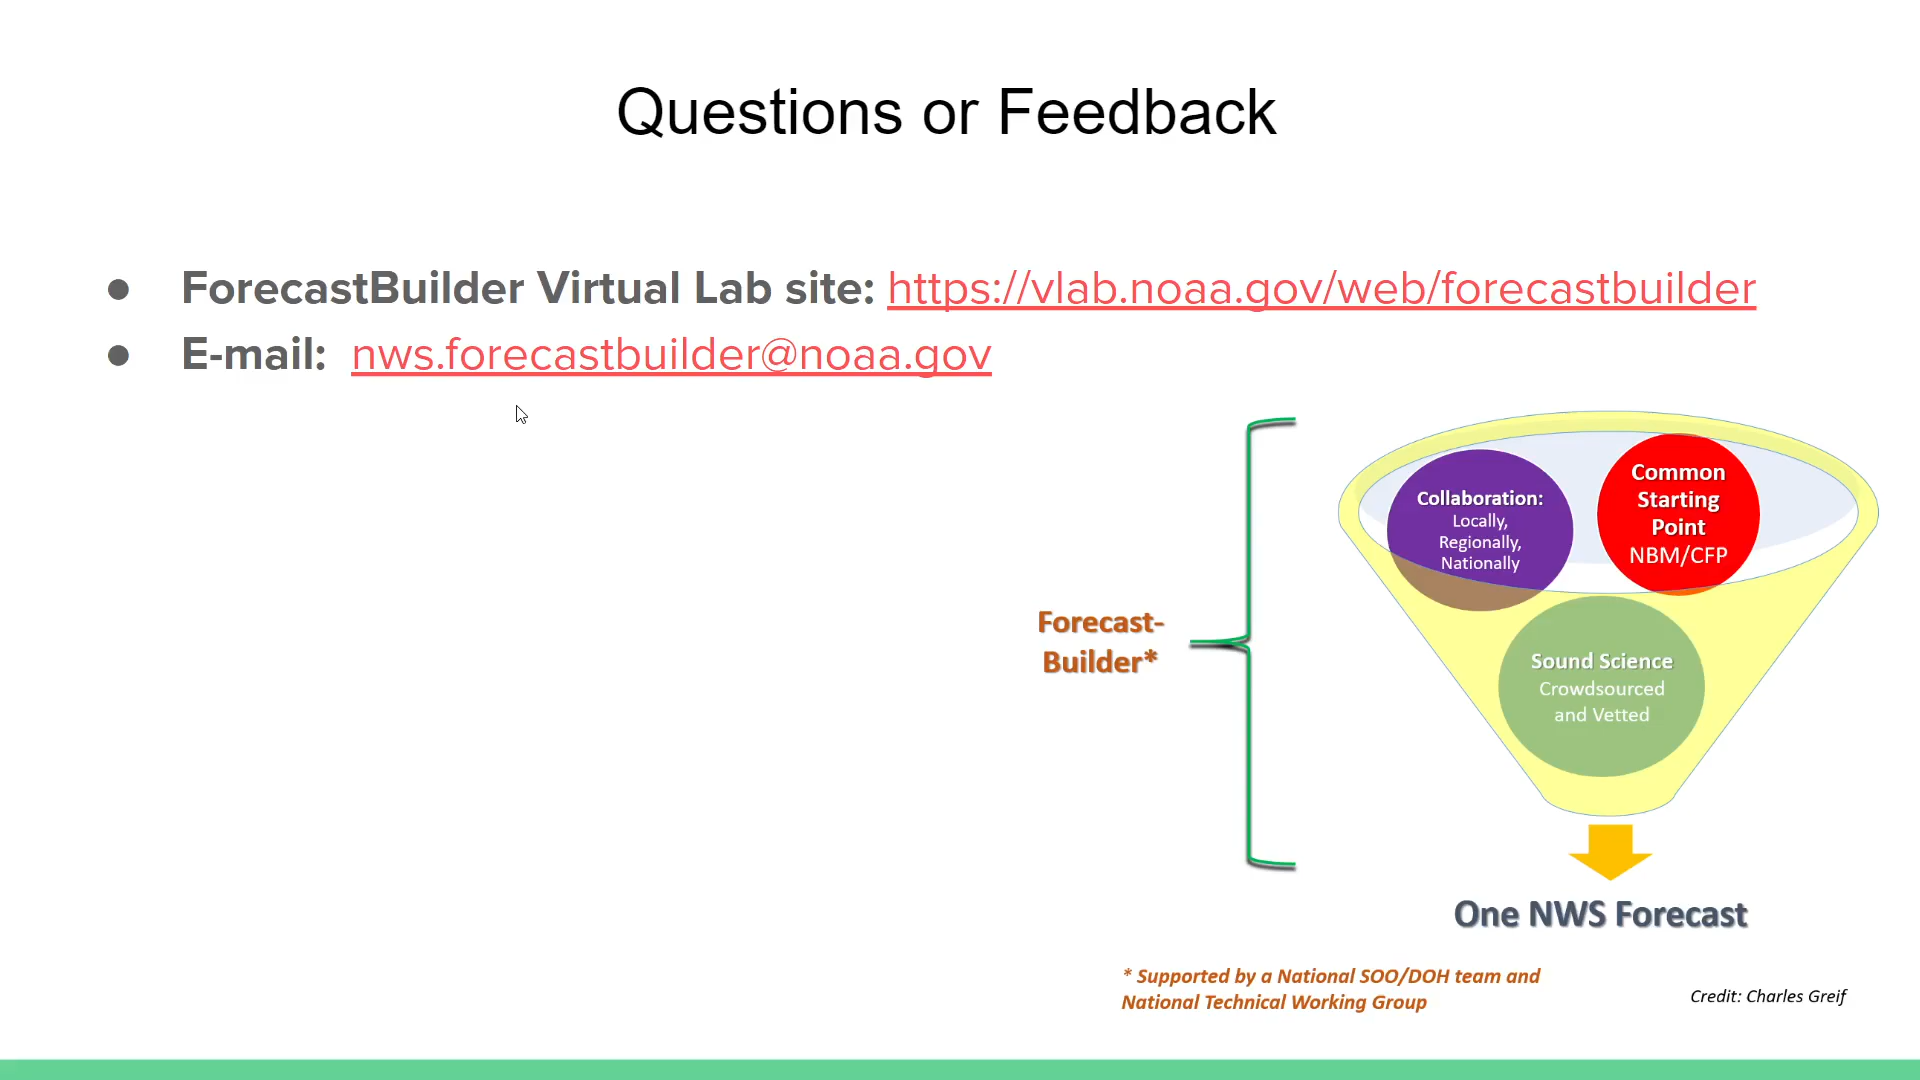 Questions or Feedback
● ForecastBuilder Virtual Lab site: https://vlab.noaa.gov/web/forecastbuilder
● E-mail: nws.forecastbuilder@noaa.gov
Forecast-
Builder*
Collaboration:
Locally,
Regionally,
Nationally
Common
Starting
Point
NBM/CFP
Sound Science
Crowdsourced
and Vetted
One NWS Forecast
* Supported by a National SOO/DOH team and
National Technical Working Group
Credit: Charles Greif